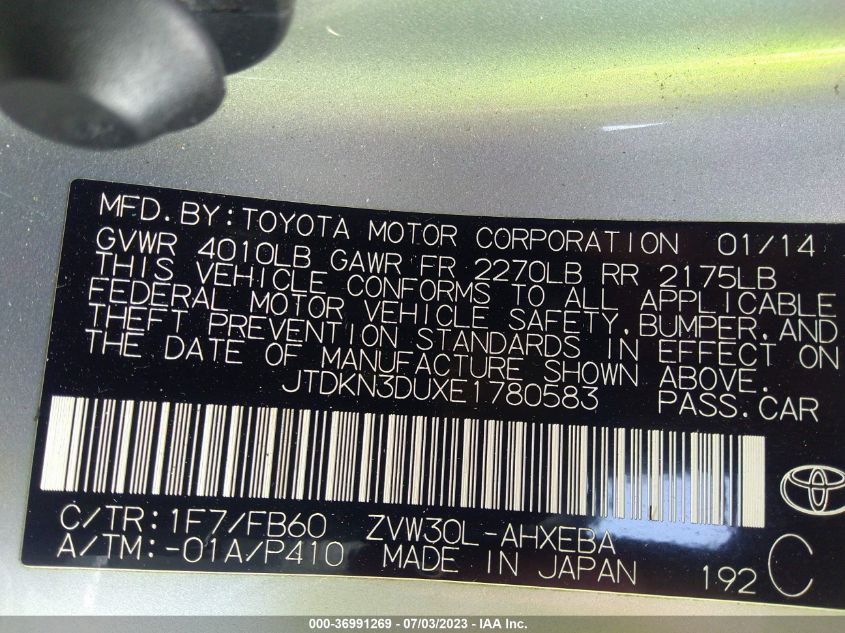 MFD.BY:TOYOTA MOTOR CORPORATION 01/14
GVWR 4010LB GAWR FR 2270LB RR 2175LB
THIS VEHICLE CONFORMS TO ALL APPLICABLE
FEDERAL MOTOR VEHICLE SAFETY,BUMPER,AND
THEFT PREVENTION STANDARDS IN EFFECT ON
THE DATE OF MANUFACTURE SHOWN ABOVE.
JTDKN3DUXE1780583 PASS.CAR
C/TR:1F7/FB60 ZVW30L-AHXEBA
A/TM:-01A/P410 MADE IN JAPAN 192 C
000-36991269 - 07/03/2023 - IAA Inc.